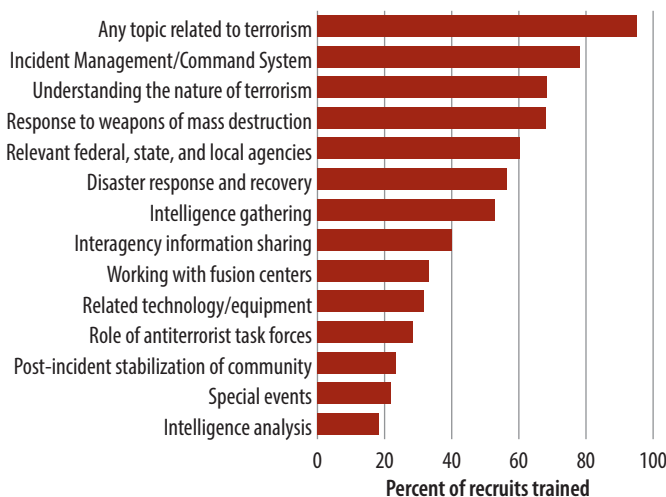 Any topic related to terrorism
Incident Management/Command System
Understanding the nature of terrorism
Response to weapons of mass destruction
Relevant federal, state, and local agencies
Disaster response and recovery
Intelligence gathering
Interagency information sharing
Working with fusion centers
Related technology/equipment
Role of antiterrorist task forces
Post-incident stabilization of community
Special events
Intelligence analysis
0 20 40 60 80 100
Percent of recruits trained